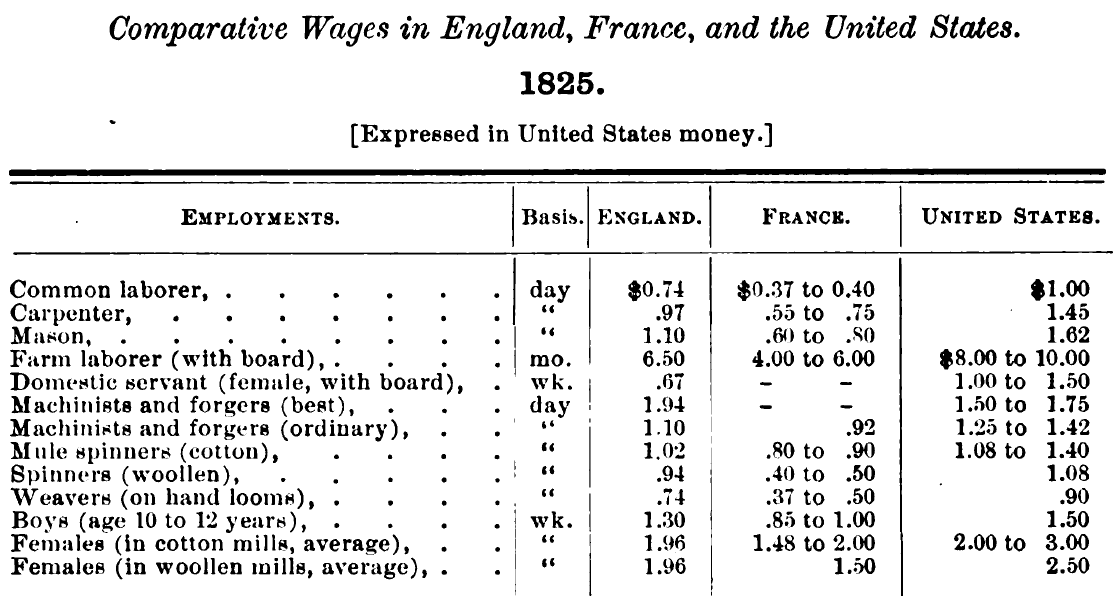 Comparative Wages in England, France, and the United States.
1825.
[Expressed in United States money.]
EMPLOYMENTS. Basis. ENGLAND. FRANCE. UNITED STATES.
Common laborer, . . . . . . . day $0.74 $0.37 to 0.40 $1.00
Carpenter, . . . . . . . . “ .97 .55 to .75 1.45
Mason, . . . . . . . . . “ 1.10 .60 to .80 1.62
Farm laborer (with board), . . . . . mo. 6.50 4.00 to 6.00 $8.00 to 10.00
Domestic servant (female, with board), . wk. .67 – – 1.00 to 1.50
Machinists and forgers (best), . . . day 1.94 – – 1.50 to 1.75
Machinists and forgers (ordinary), . . “ 1.10 .92 1.25 to 1.42
Mule spinners (cotton), . . . . “ 1.02 .80 to .90 1.08 to 1.40
Spinners (woollen), . . . . . “ .94 .40 to .50 1.08
Weavers (on hand looms), . . . . “ .74 .37 to .50 .90
Boys (age 10 to 12 years), . . . . wk. 1.30 .85 to 1.00 1.50
Females (in cotton mills, average), . . “ 1.96 1.48 to 2.00 2.00 to 3.00
Females (in woollen mills, average), . . “ 1.96 1.50 2.50